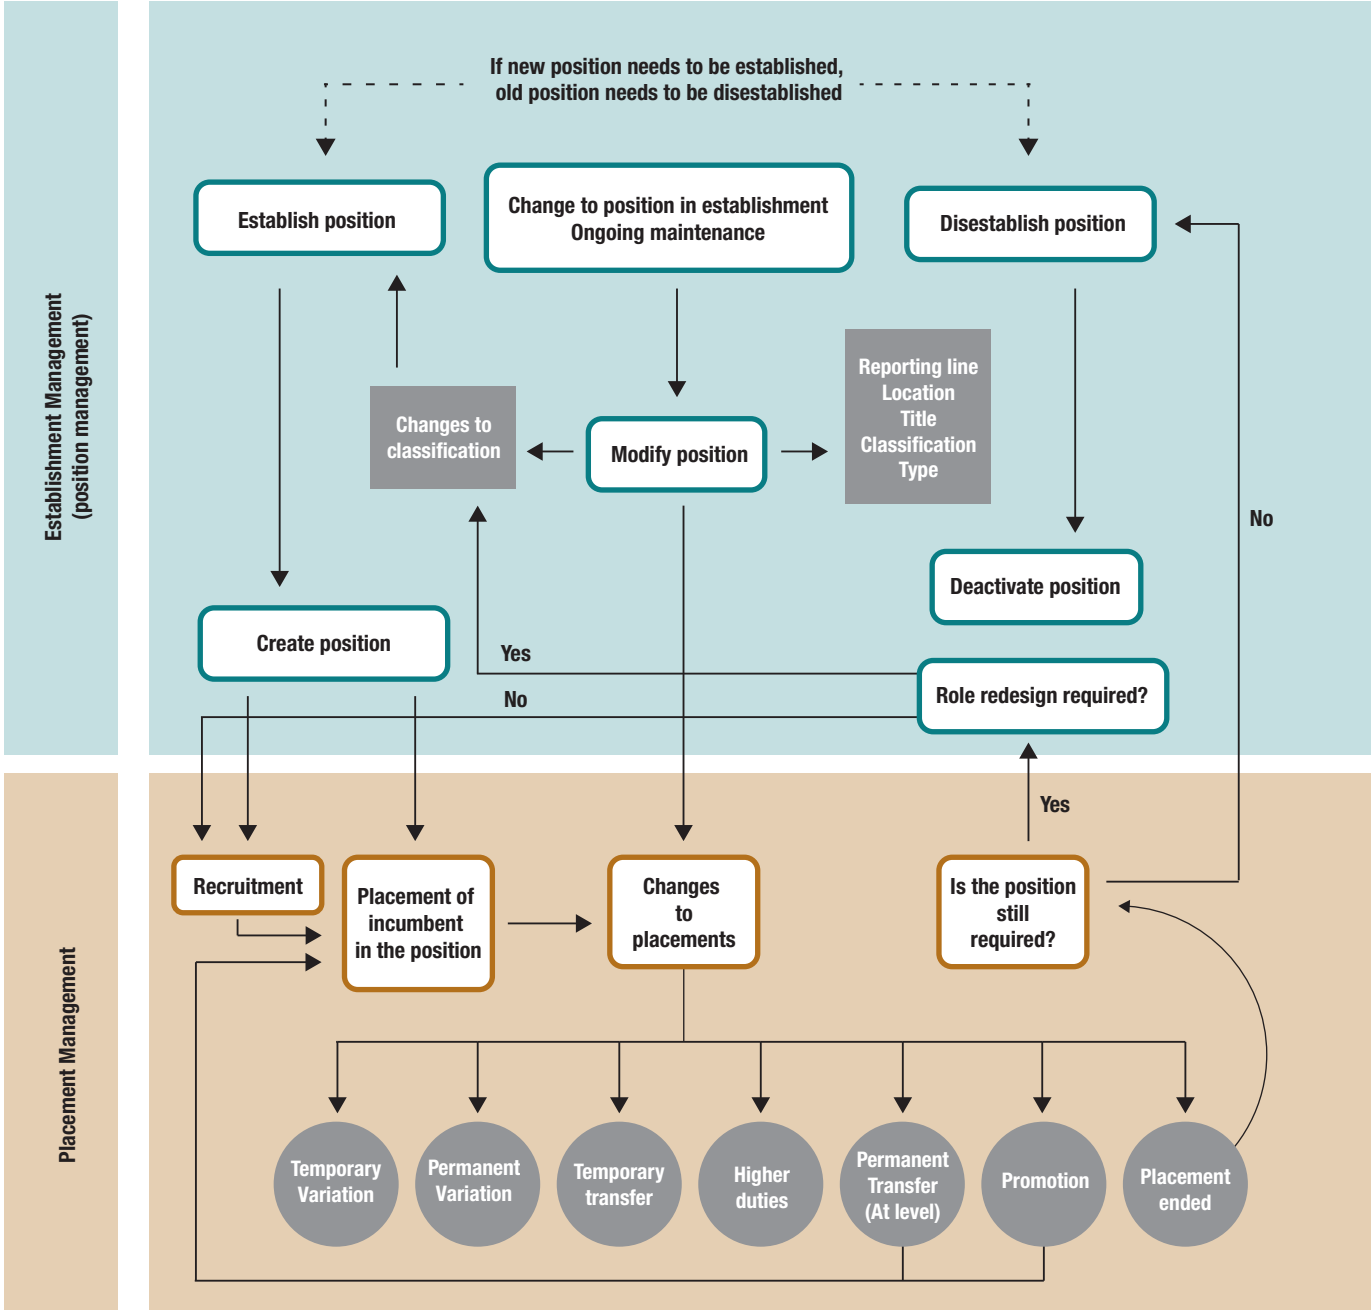 If new position needs to be established,
old position needs to be disestablished
Establish position
Change to position in establishment
Ongoing maintenance
Disestablish position
Establishment Management
(position management)
Changes to
classification
Modify position
Reporting line
Location
Title
Classification
Type
No
Deactivate position
Create position
Yes
No
Role redesign required?
Yes
Placement Management
Recruitment
Placement of
incumbent
in the position
Changes
to
placements
Is the position
still
required?
Temporary
Variation
Permanent
Variation
Temporary
transfer
Higher
duties
Permanent
Transfer
(At level)
Promotion
Placement
ended